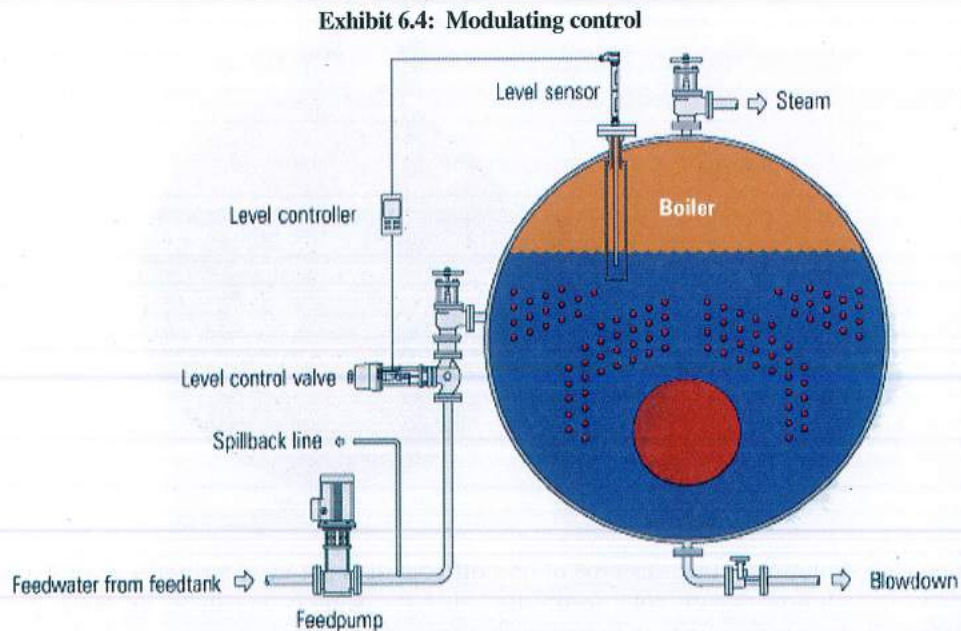 Exhibit 6.4: Modulating control
Level sensor
Steam
Boiler
Level controller
Level control valve
Spillback line
Feedwater from feedtank
Feedpump
Blowdown